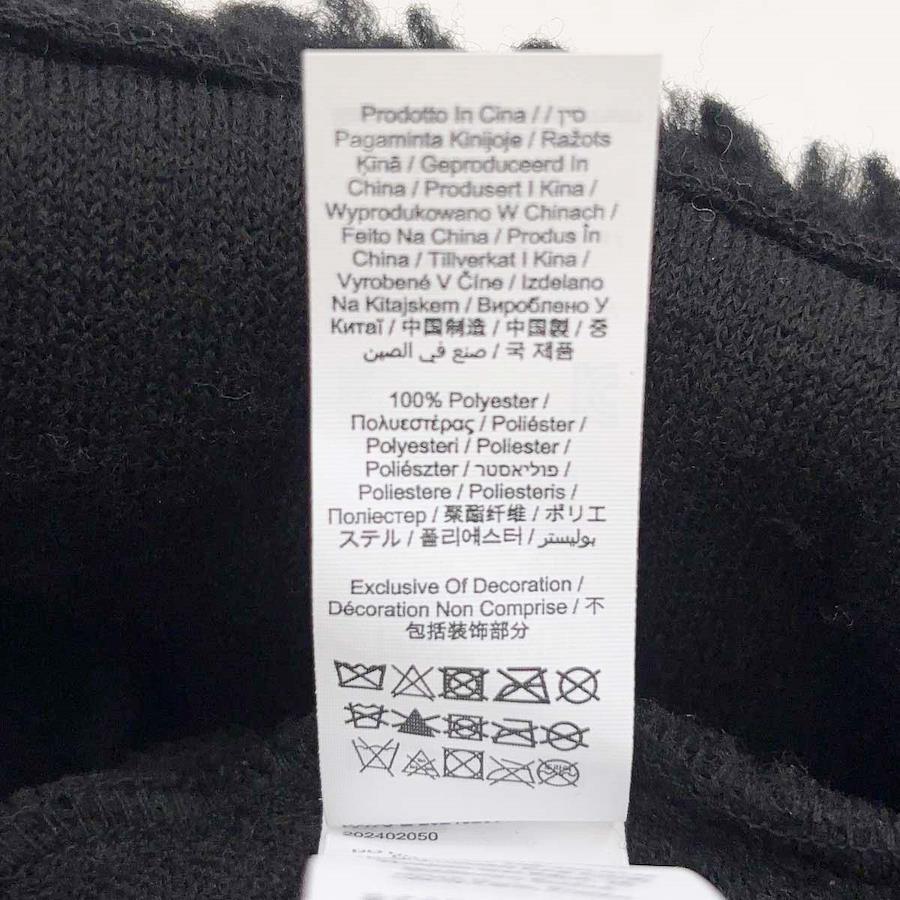 Prodotto In Cina / / סין
Pagaminta Kinijoje / Ražots
Ķīnā / Geproduceerd In
China / Produsert I Kina /
Wyprodukowano W Chinach /
Feito Na China / Produs În
China / Tillverkat I Kina /
Vyrobené V Číne / Izdelano
Na Kitajskem / Вироблено У
Китаї / 中国制造 / 中国製 / 중
국 제품 / صنع في الصين
100% Polyester /
Πολυεστέρας / Poliéster /
Polyesteri / Poliester /
Poliészter / פוליאסטר /
Poliestere / Poliesteris /
Поліестер / 聚酯纤维 / ポリエ
ステル / 폴리에스터 / بوليستر
Exclusive Of Decoration /
Décoration Non Comprise / 不
包括装饰部分
202402050